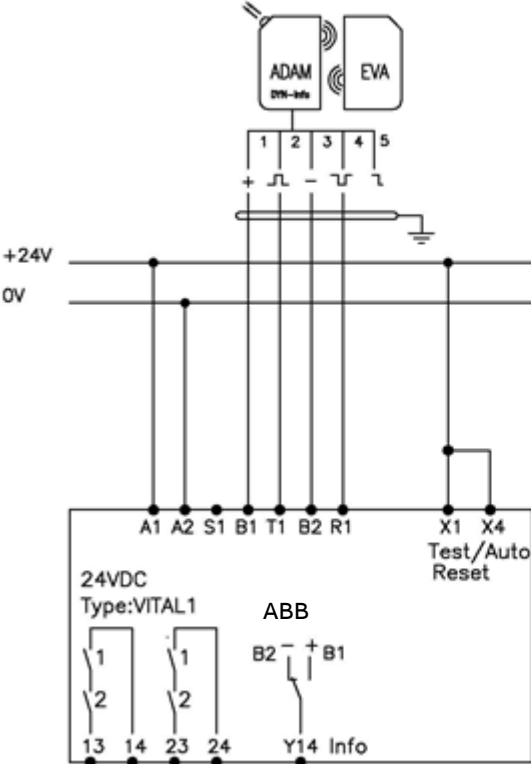 ADAM
DYN-Info
EVA
1 2 3 4 5
+ −
+24V
0V
A1 A2 S1 B1 T1 B2 R1 X1 X4
Test/Auto
Reset
24VDC
Type:VITAL1
ABB
1 1 B2 − + B1
2 2
13 14 23 24 Y14 Info